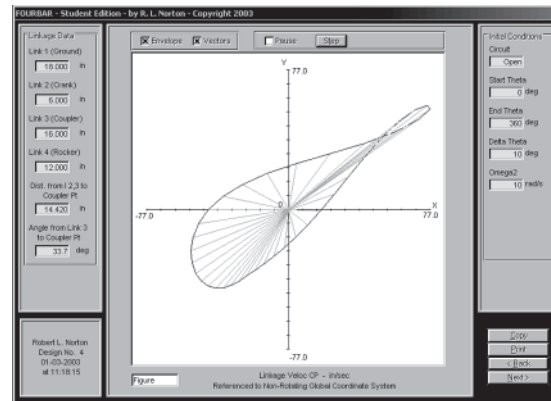 FOURBAR - Student Edition - by R. L. Norton - Copyright 2003
Linkage Data
Link 1 (Ground)
18.000 in
Link 2 (Crank)
6.000 in
Link 3 (Coupler)
16.000 in
Link 4 (Rocker)
12.000 in
Dist. from I 2,3 to
Coupler Pt
14.420 in
Angle from Link 3
to Coupler Pt
33.7 deg
Robert L. Norton
Design No. 4
01-03-2003
at 11:18:15
Envelope Vectors Pause Stop
Y
77.0
0
X
-77.0 77.0
-77.0
Figure
Linkage Veloc CP - in/sec
Referenced to Non-Rotating Global Coordinate System
Initial Conditions
Circuit
Open
Start Theta
0 deg
End Theta
360 deg
Delta Theta
10 deg
Omega2
10 rad/s
Copy
Print
< Back
Next >